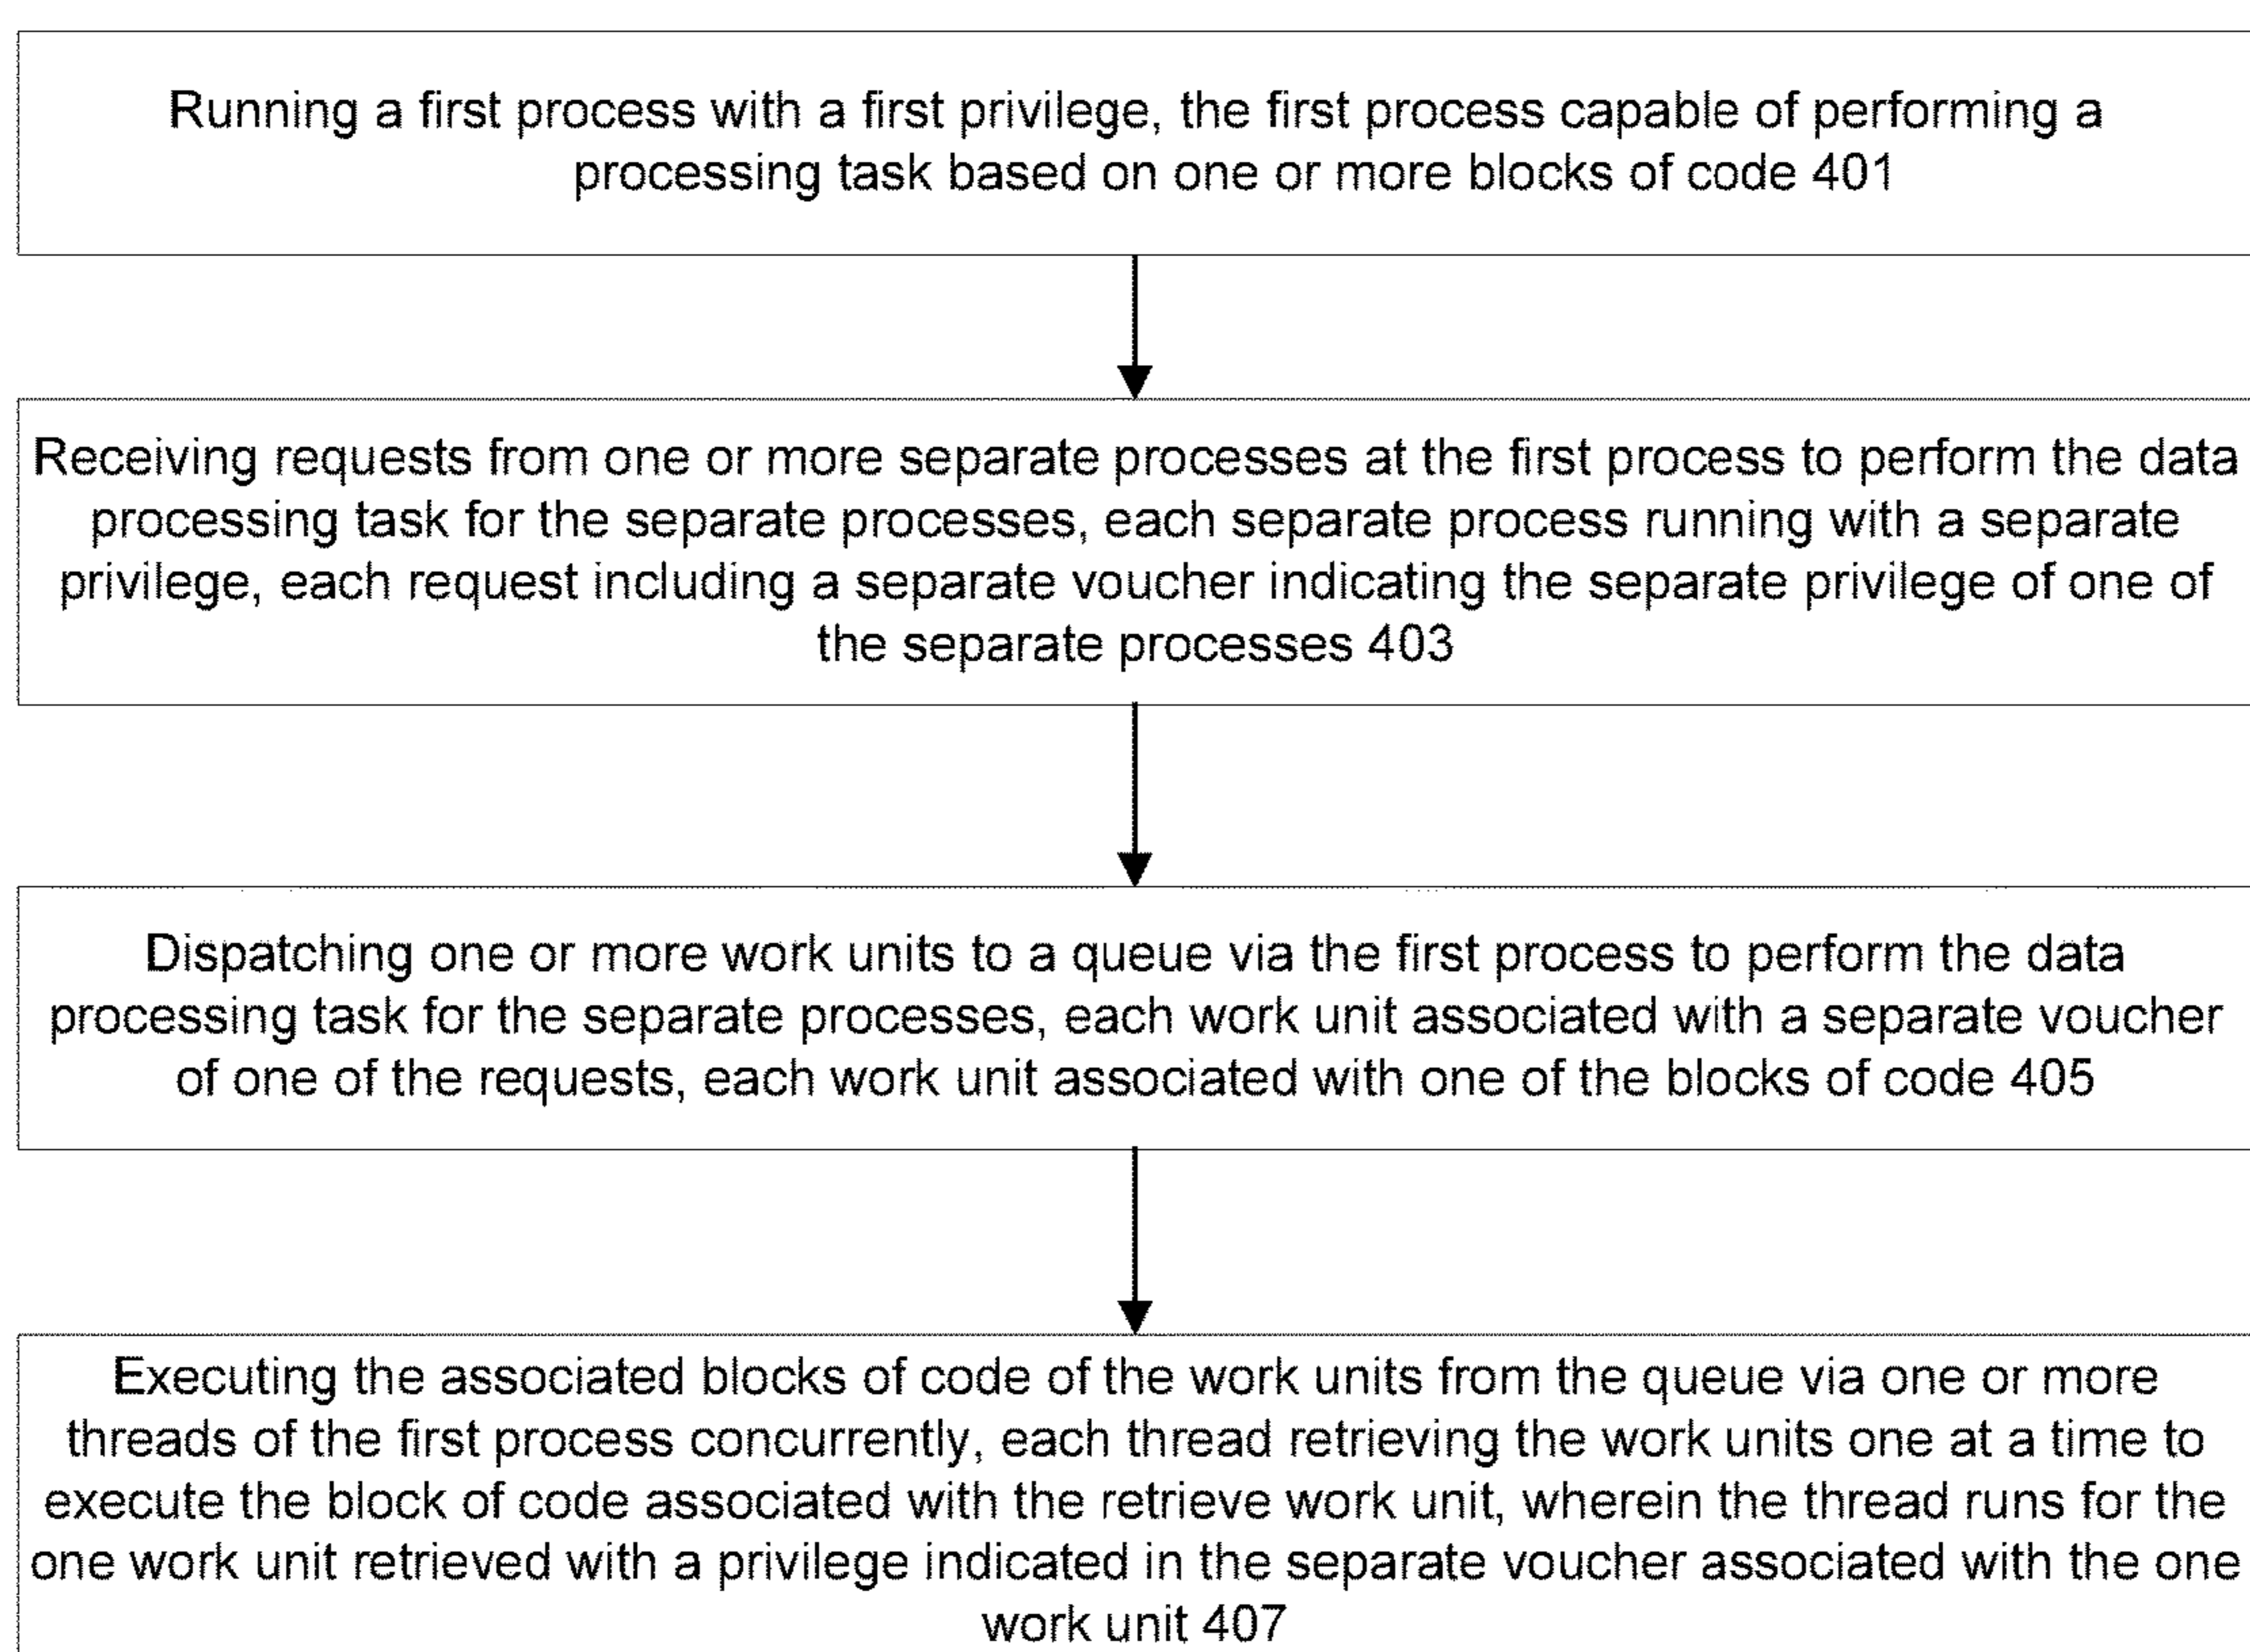 Running a first process with a first privilege, the first process capable of performing a
processing task based on one or more blocks of code 401
Receiving requests from one or more separate processes at the first process to perform the data
processing task for the separate processes, each separate process running with a separate
privilege, each request including a separate voucher indicating the separate privilege of one of
the separate processes 403
Dispatching one or more work units to a queue via the first process to perform the data
processing task for the separate processes, each work unit associated with a separate voucher
of one of the requests, each work unit associated with one of the blocks of code 405
Executing the associated blocks of code of the work units from the queue via one or more
threads of the first process concurrently, each thread retrieving the work units one at a time to
execute the block of code associated with the retrieve work unit, wherein the thread runs for the
one work unit retrieved with a privilege indicated in the separate voucher associated with the one
work unit 407